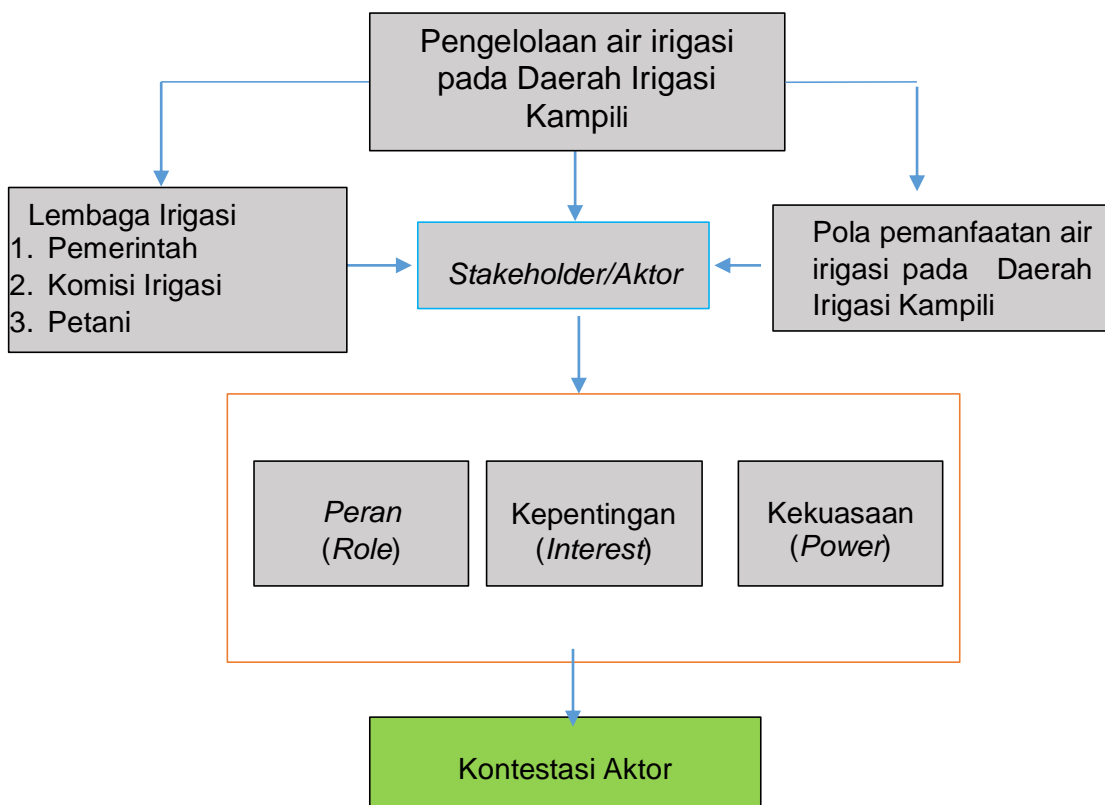 Pengelolaan air irigasi
pada Daerah Irigasi
Kampili
Lembaga Irigasi
1. Pemerintah
2. Komisi Irigasi
3. Petani
Stakeholder/Aktor
Pola pemanfaatan air
irigasi pada Daerah
Irigasi Kampili
Peran
(Role)
Kepentingan
(Interest)
Kekuasaan
(Power)
Kontestasi Aktor